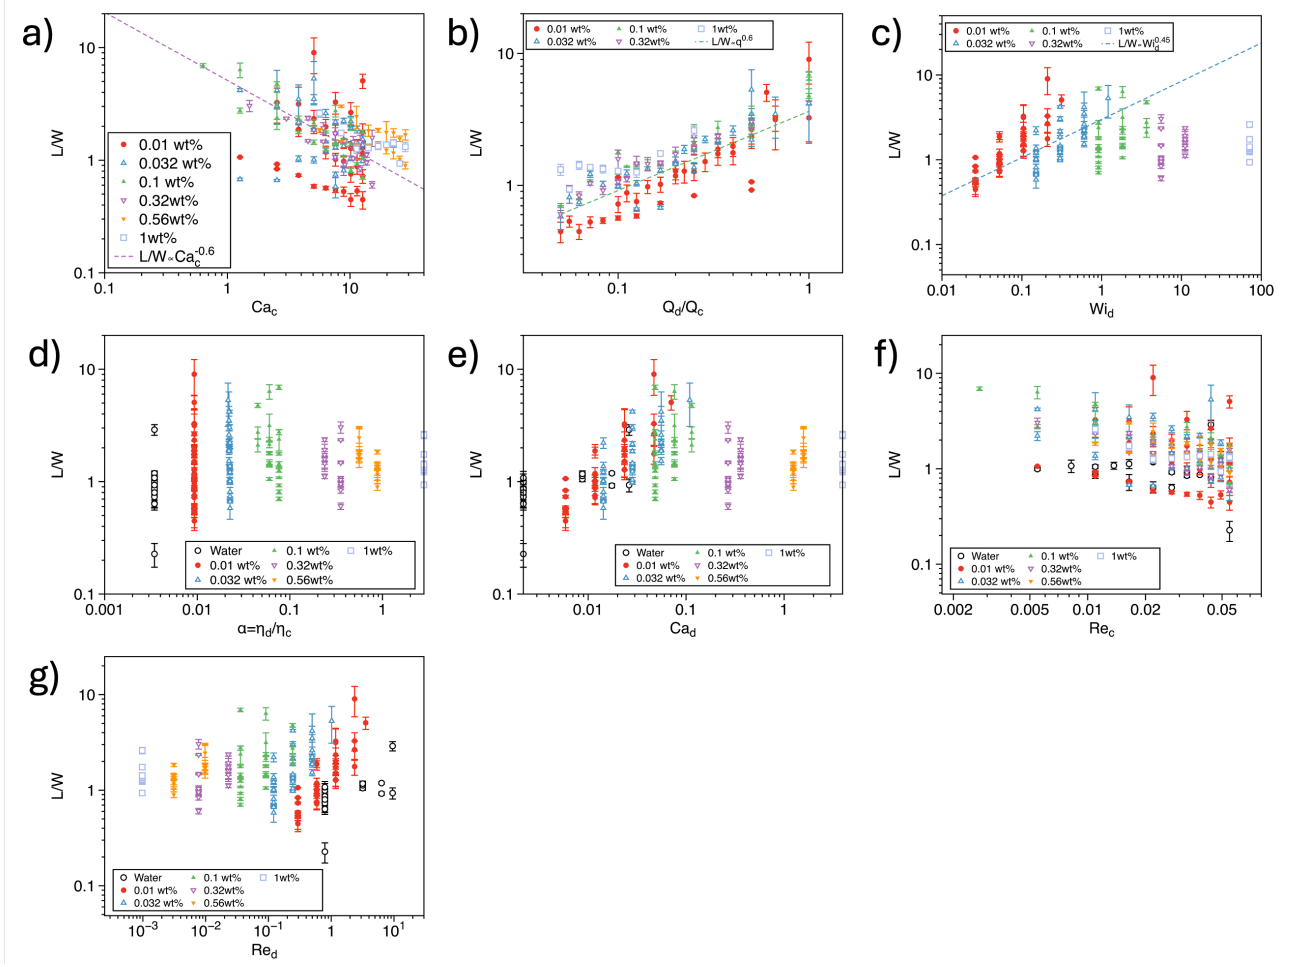 a)
10
1
0.1
L/W
0.01 wt%
0.032 wt%
0.1 wt%
0.32wt%
0.56wt%
1wt%
L/W∝Ca_c^-0.6
0.1 1 10
Ca_c
b)
10
1
L/W
0.01 wt% 0.1 wt% 1wt%
0.032 wt% 0.32wt% L/W∝q^0.6
0.1 1
Q_d/Q_c
c)
10
1
0.1
L/W
0.01 wt% 0.1 wt% 1wt%
0.032 wt% 0.32wt% L/W∝Wi_d^0.45
0.01 0.1 1 10 100
Wi_d
d)
10
1
0.1
L/W
Water 0.1 wt% 1wt%
0.01 wt% 0.32wt%
0.032 wt% 0.56wt%
0.001 0.01 0.1 1
α=η_d/η_c
e)
10
1
0.1
L/W
Water 0.1 wt% 1wt%
0.01 wt% 0.32wt%
0.032 wt% 0.56wt%
0.01 0.1 1
Ca_d
f)
10
1
0.1
L/W
Water 0.1 wt% 1wt%
0.01 wt% 0.32wt%
0.032 wt% 0.56wt%
0.002 0.005 0.01 0.02 0.05
Re_c
g)
10
1
0.1
L/W
Water 0.1 wt% 1wt%
0.01 wt% 0.32wt%
0.032 wt% 0.56wt%
10^-3 10^-2 10^-1 1 10^1
Re_d